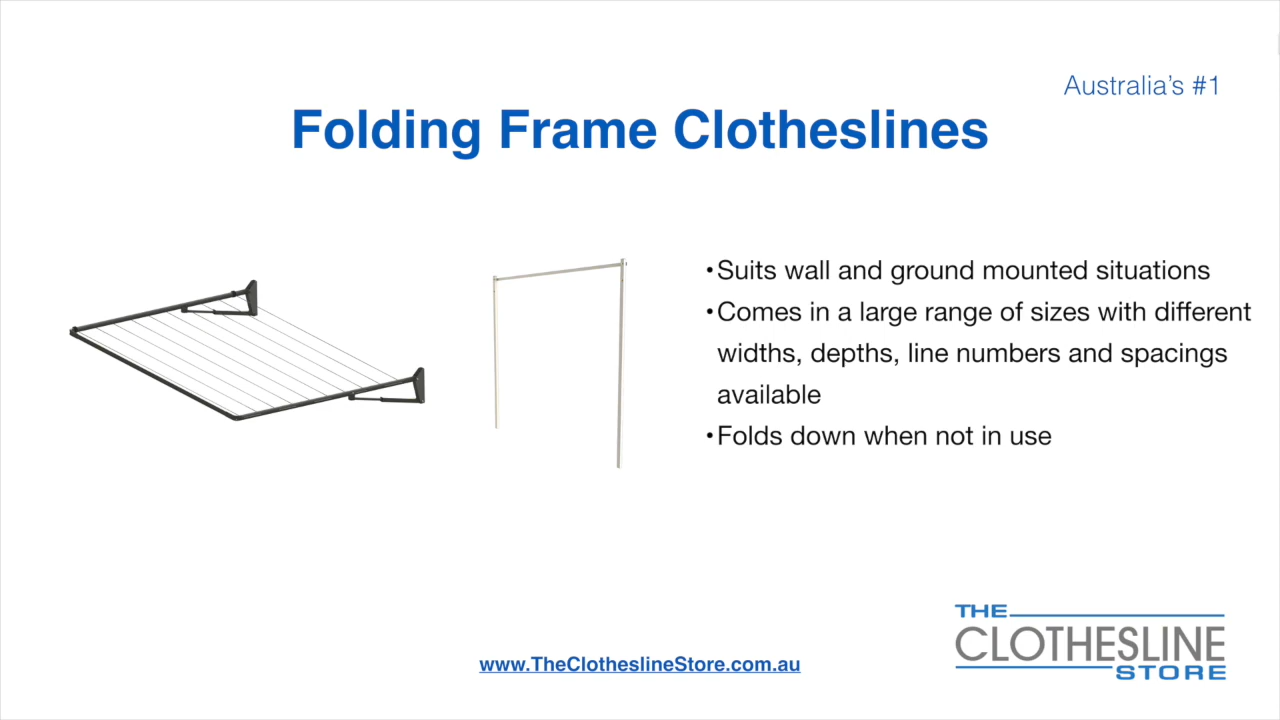 Australia's #1
Folding Frame Clotheslines
•Suits wall and ground mounted situations
•Comes in a large range of sizes with different
widths, depths, line numbers and spacings
available
•Folds down when not in use
THE
CLOTHESLINE
STORE
www.TheClotheslineStore.com.au